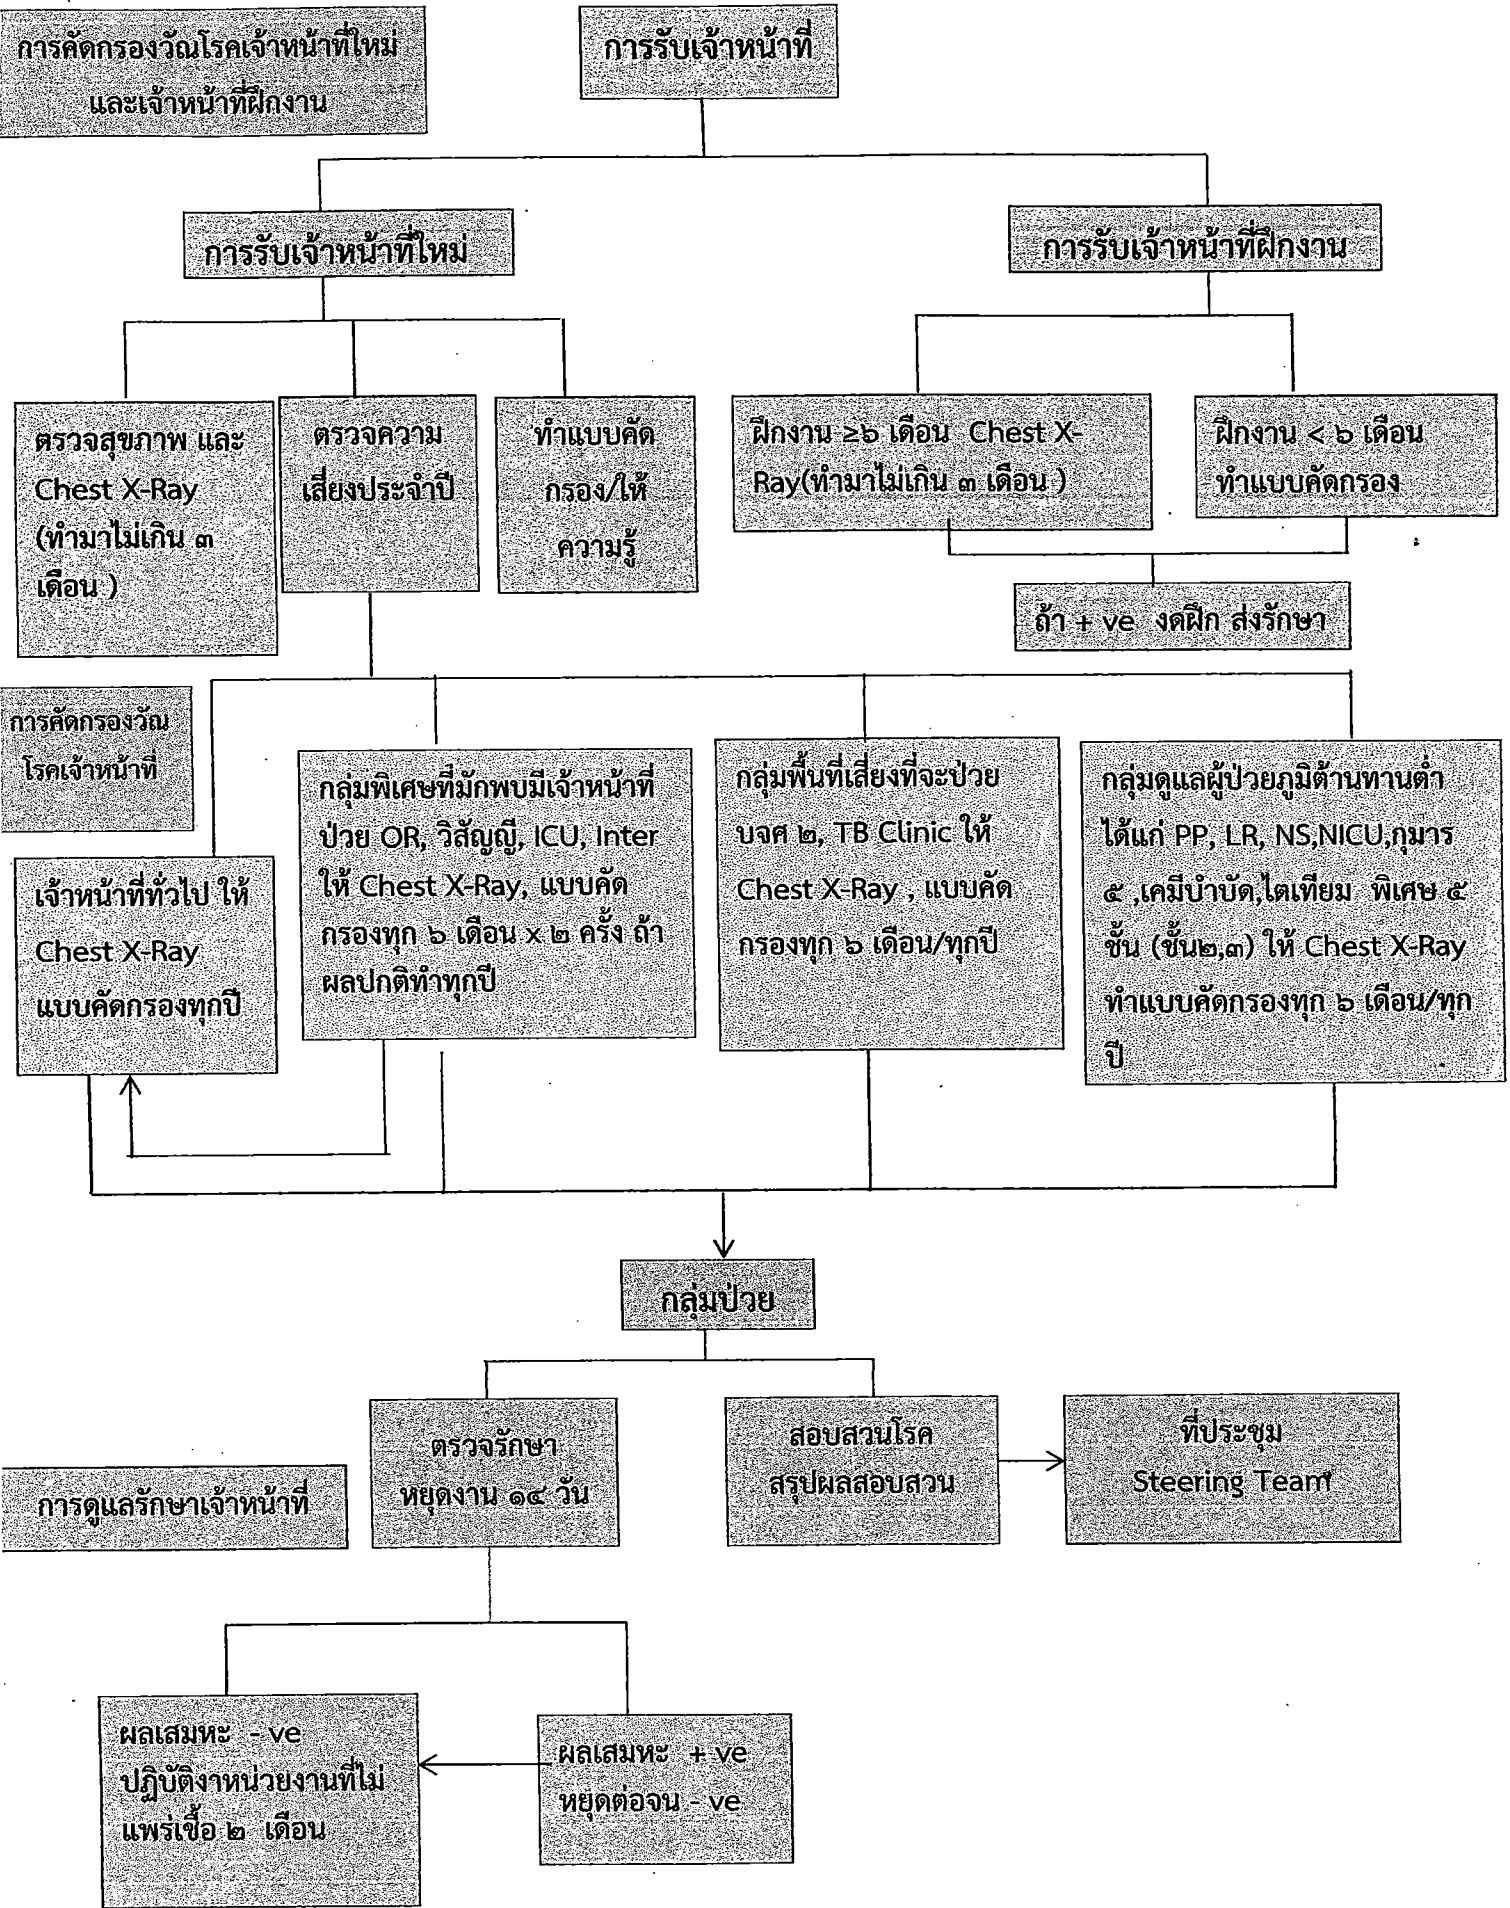 การคัดกรองวัณโรคเจ้าหน้าที่ใหม่
และเจ้าหน้าที่ฝึกงาน
การรับเจ้าหน้าที่
การรับเจ้าหน้าที่ใหม่
การรับเจ้าหน้าที่ฝึกงาน
ตรวจสุขภาพ และ
Chest X-Ray
(ทำมาไม่เกิน ๓
เดือน )
ตรวจความ
เสี่ยงประจำปี
ทำแบบคัด
กรอง/ให้
ความรู้
ฝึกงาน ≥๖ เดือน Chest X-
Ray(ทำมาไม่เกิน ๓ เดือน )
ฝึกงาน < ๖ เดือน
ทำแบบคัดกรอง
ถ้า + ve งดฝึก ส่งรักษา
การคัดกรองวัณ
โรคเจ้าหน้าที่
เจ้าหน้าที่ทั่วไป ให้
Chest X-Ray
แบบคัดกรองทุกปี
กลุ่มพิเศษที่มักพบมีเจ้าหน้าที่
ป่วย OR, วิสัญญี, ICU, Inter
ให้ Chest X-Ray, แบบคัด
กรองทุก ๖ เดือน x ๒ ครั้ง ถ้า
ผลปกติทำทุกปี
กลุ่มพื้นที่เสี่ยงที่จะป่วย
บจศ ๒, TB Clinic ให้
Chest X-Ray , แบบคัด
กรองทุก ๖ เดือน/ทุกปี
กลุ่มดูแลผู้ป่วยภูมิต้านทานต่ำ
ได้แก่ PP, LR, NS,NICU,กุมาร
๕ ,เคมีบำบัด,ไตเทียม พิเศษ ๕
ชั้น (ชั้น๒,๓) ให้ Chest X-Ray
ทำแบบคัดกรองทุก ๖ เดือน/ทุก
ปี
กลุ่มป่วย
ตรวจรักษา
หยุดงาน ๑๔ วัน
สอบสวนโรค
สรุปผลสอบสวน
ที่ประชุม
Steering Team
การดูแลรักษาเจ้าหน้าที่
ผลเสมหะ - ve
ปฏิบัติงาหน่วยงานที่ไม่
แพร่เชื้อ ๒ เดือน
ผลเสมหะ + ve
หยุดต่อจน - ve